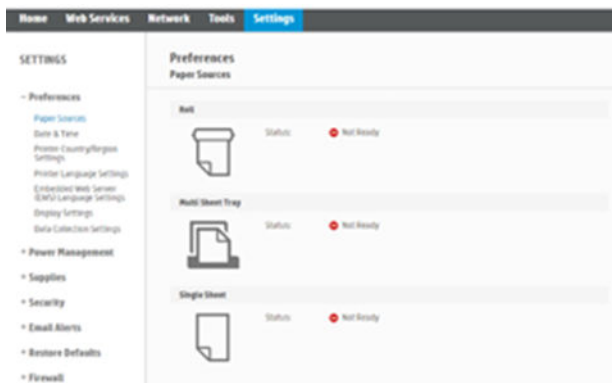 Home Web Services Network Tools Settings
SETTINGS
- Preferences
Paper Sources
Date & Time
Printer Country/Region
Settings
Printer Language Settings
Embedded Web Server
(EWS) Language Settings
Display Settings
Data Collection Settings
+ Power Management
+ Supplies
+ Security
+ Email Alerts
+ Restore Defaults
+ Firewall
Preferences
Paper Sources
Roll
Status: Not Ready
Multi Sheet Tray
Status: Not Ready
Single Sheet
Status: Not Ready